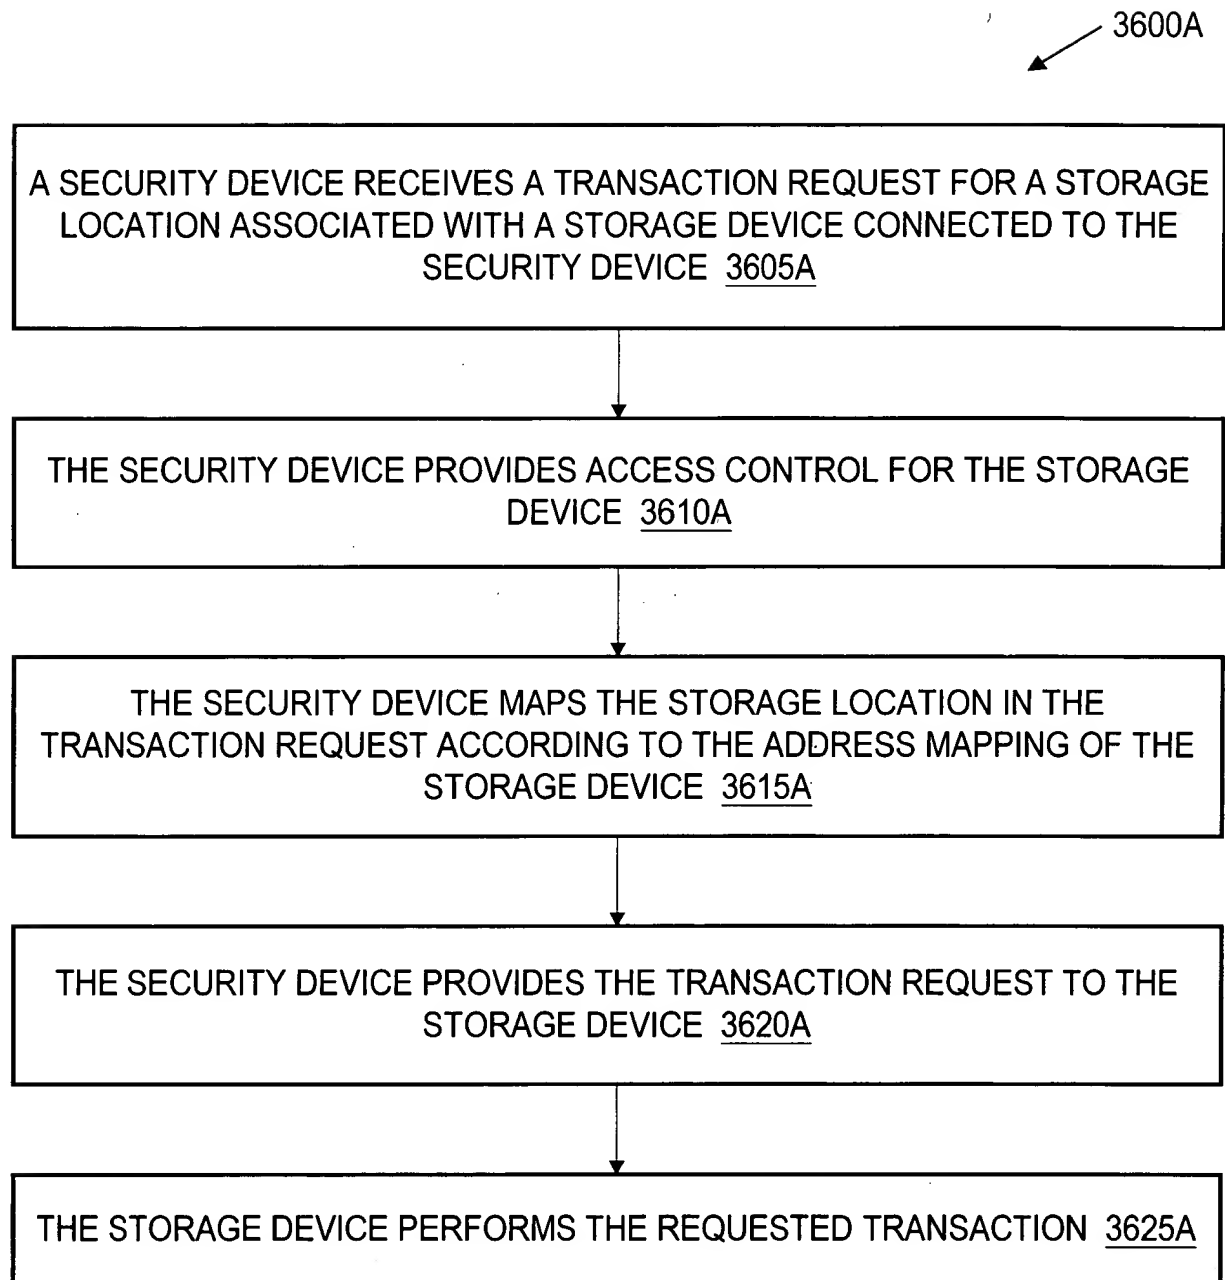 3600A
A SECURITY DEVICE RECEIVES A TRANSACTION REQUEST FOR A STORAGE
LOCATION ASSOCIATED WITH A STORAGE DEVICE CONNECTED TO THE
SECURITY DEVICE 3605A
THE SECURITY DEVICE PROVIDES ACCESS CONTROL FOR THE STORAGE
DEVICE 3610A
THE SECURITY DEVICE MAPS THE STORAGE LOCATION IN THE
TRANSACTION REQUEST ACCORDING TO THE ADDRESS MAPPING OF THE
STORAGE DEVICE 3615A
THE SECURITY DEVICE PROVIDES THE TRANSACTION REQUEST TO THE
STORAGE DEVICE 3620A
THE STORAGE DEVICE PERFORMS THE REQUESTED TRANSACTION 3625A